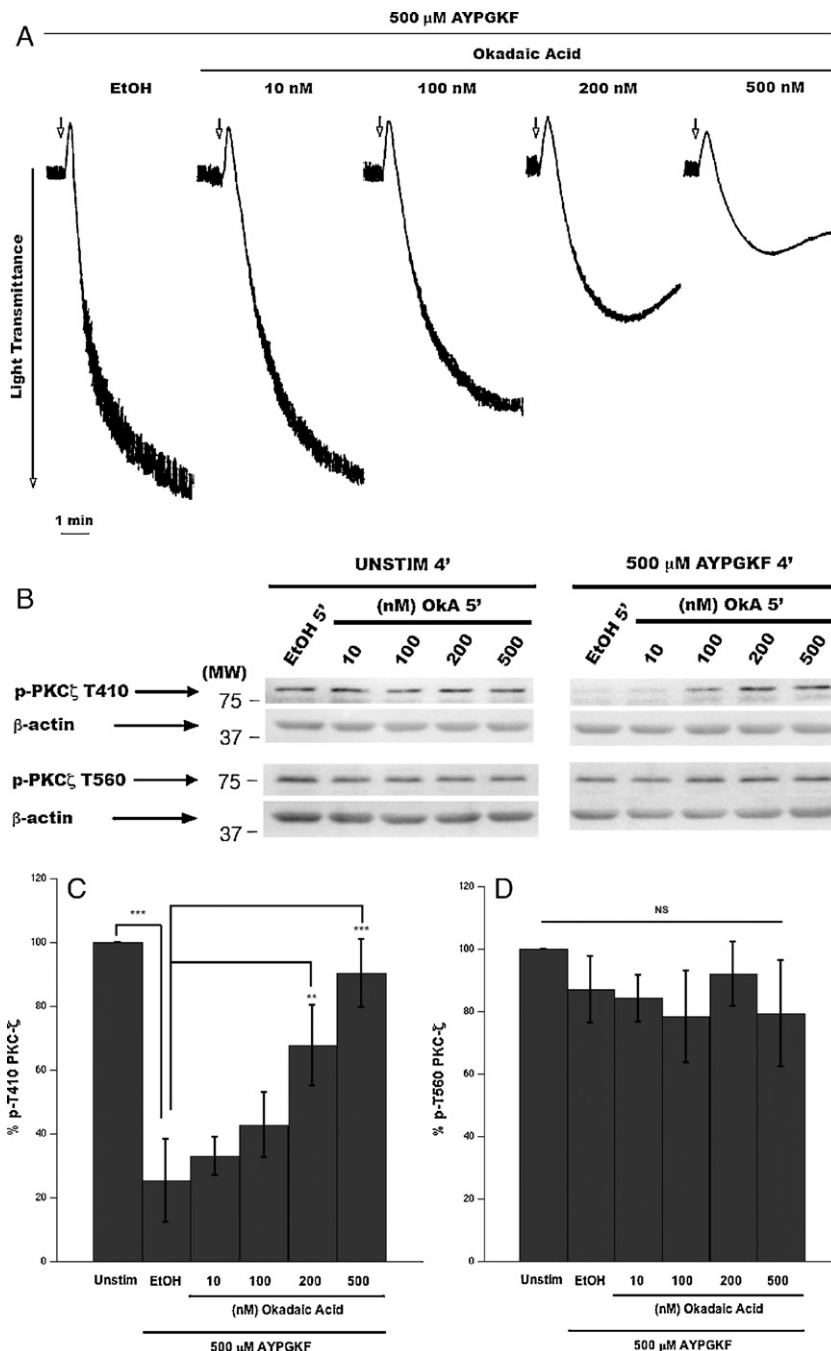 A
500 μM AYPGKF
Okadaic Acid
EtOH 10 nM 100 nM 200 nM 500 nM
Light Transmittance
1 min
B
UNSTIM 4' 500 μM AYPGKF 4'
(nM) OkA 5' (nM) OkA 5'
EtOH 5' 10 100 200 500 EtOH 5' 10 100 200 500
(MW)
p-PKCζ T410
75 –
β-actin
37 –
p-PKCζ T560
75 –
β-actin
37 –
C
% p-T410 PKC-ζ
120
100
80
60
40
20
0
***
**
***
Unstim EtOH 10 100 200 500
(nM) Okadaic Acid
500 μM AYPGKF
D
% p-T560 PKC-ζ
120
100
80
60
40
20
0
NS
Unstim EtOH 10 100 200 500
(nM) Okadaic Acid
500 μM AYPGKF